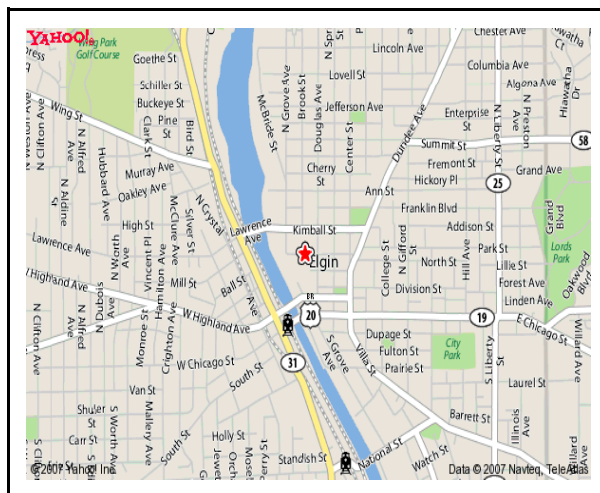 YAHOO!
Wing Park
Golf Course
Goethe St
Schiller St
Buckeye St
Pine
St
Wing St
N Clifton Ave
N Alfred
Ave
Hubbard Ave
Clark St
Bird St
Murray Ave
Oakley Ave
N Aldine
St
N Crystal
Ave
High St
McClure Ave
Silver St
Lawrence Ave
N Worth
Ave
Vincent Pl
Hamilton Ave
W Highland Ave
N Dubois
Ave
Mill St
Ball St
N Clifton Ave
N Alfred
Ave
Monroe St
Crighton Ave
W Highland Ave
W Chicago St
South St
Van St
Shuler
St
Carr St
S Worth Ave
Mallery Ave
South St
Holly St
Standish St
McBride St
N Grove Ave
Brook St
Douglas Ave
Center St
Lincoln Ave
Lovell St
Jefferson Ave
Cherry
St
Ann St
Lawrence
Ave
Kimball St
Elgin
BR
20
31
S Grove
Ave
Villa St
National St
Watch St
Dundee Ave
Chester Ave
Columbia Ave
Algona Ave
Hiawatha
Dr
Enterprise
St
N Liberty St
N Preston
Ave
Summit St
58
Fremont St
Hickory Pl
Grand Ave
25
Franklin Blvd
Addison St
Grand
Blvd
Lords
Park
College St
N Gifford
St
Hill Ave
Park St
North St
Lillie St
Forest Ave
Division St
Linden Ave
Oakwood
Blvd
19
E Chicago St
Dupage St
Fulton St
Prairie St
City
Park
S Liberty
St
Willard Ave
Laurel St
Barrett St
Illinois
Ave
© 2007 Yahoo! Inc
Data © 2007 Navteq, TeleAtlas